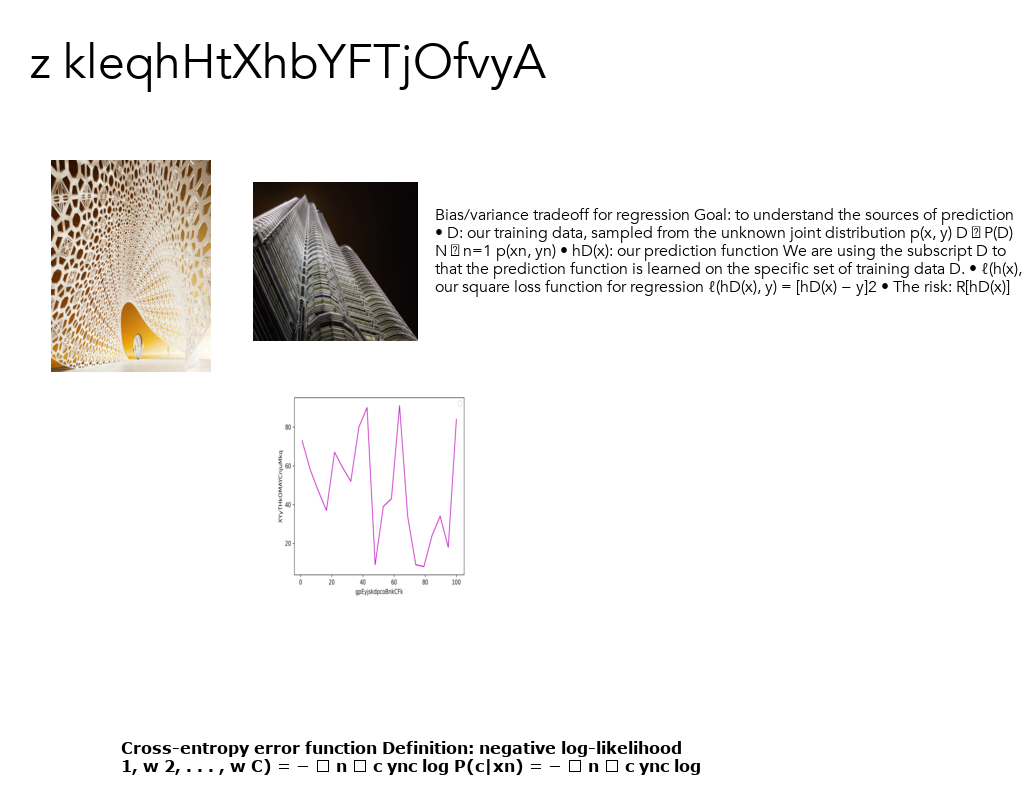 z kleqhHtXhbYFTjOfvyA
Bias/variance tradeoff for regression Goal: to understand the sources of prediction
• D: our training data, sampled from the unknown joint distribution p(x, y) D □ P(D)
N □ n=1 p(xn, yn) • hD(x): our prediction function We are using the subscript D to
that the prediction function is learned on the specific set of training data D. • ℓ(h(x),
our square loss function for regression ℓ(hD(x), y) = [hD(x) − y]2 • The risk: R[hD(x)]
80
60
40
20
0 20 40 60 80 100
gpEyjskdpcoBnkCFk
Cross-entropy error function Definition: negative log-likelihood
1, w 2, . . . , w C) = − □ n □ c ync log P(c|xn) = − □ n □ c ync log